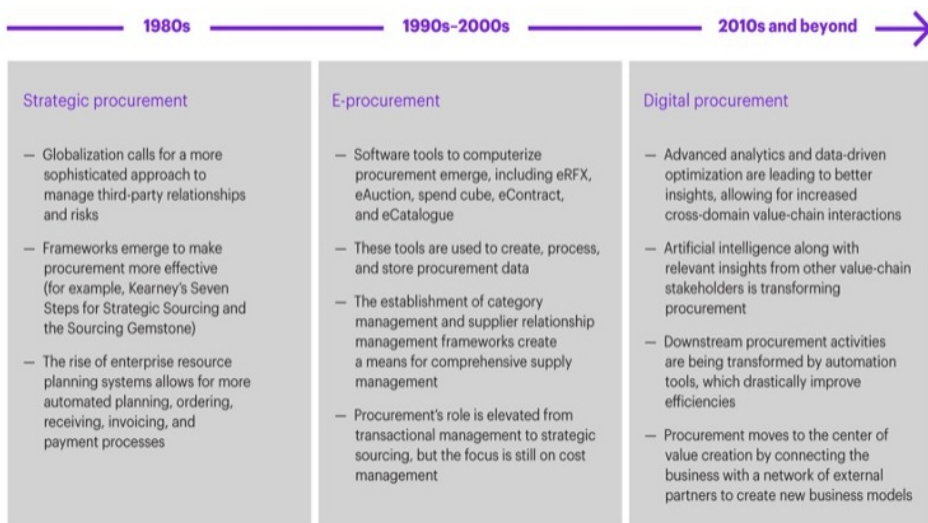 1980s
1990s–2000s
2010s and beyond
Strategic procurement
— Globalization calls for a more
sophisticated approach to
manage third-party relationships
and risks
— Frameworks emerge to make
procurement more effective
(for example, Kearney's Seven
Steps for Strategic Sourcing and
the Sourcing Gemstone)
— The rise of enterprise resource
planning systems allows for more
automated planning, ordering,
receiving, invoicing, and
payment processes
E-procurement
— Software tools to computerize
procurement emerge, including eRFX,
eAuction, spend cube, eContract,
and eCatalogue
— These tools are used to create, process,
and store procurement data
— The establishment of category
management and supplier relationship
management frameworks create
a means for comprehensive supply
management
— Procurement's role is elevated from
transactional management to strategic
sourcing, but the focus is still on cost
management
Digital procurement
— Advanced analytics and data-driven
optimization are leading to better
insights, allowing for increased
cross-domain value-chain interactions
— Artificial intelligence along with
relevant insights from other value-chain
stakeholders is transforming
procurement
— Downstream procurement activities
are being transformed by automation
tools, which drastically improve
efficiencies
— Procurement moves to the center of
value creation by connecting the
business with a network of external
partners to create new business models